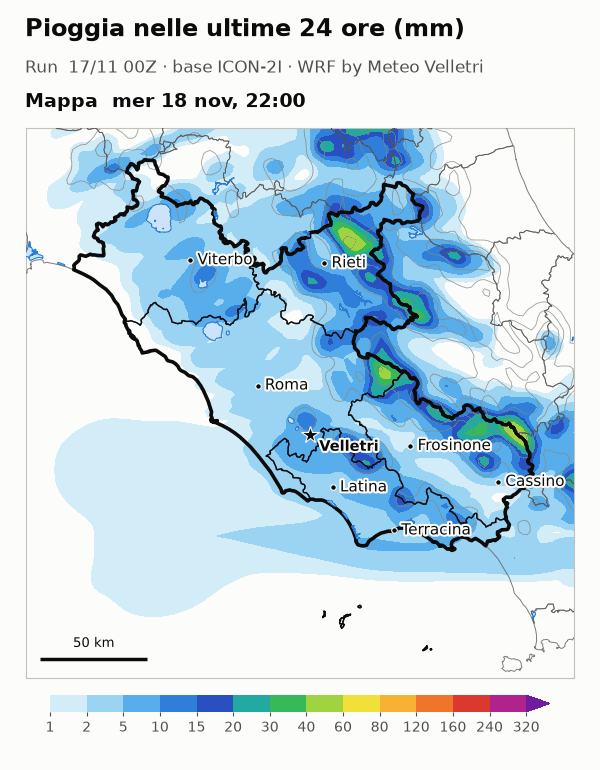 Pioggia nelle ultime 24 ore (mm)
Run  17/11 00Z · base ICON-2I · WRF by Meteo Velletri
Mappa  mer 18 nov, 22:00
Viterbo
Rieti
Roma
Velletri
Frosinone
Cassino
Latina
Terracina
50 km
1 2 5 10 15 20 30 40 60 80 120 160 240 320